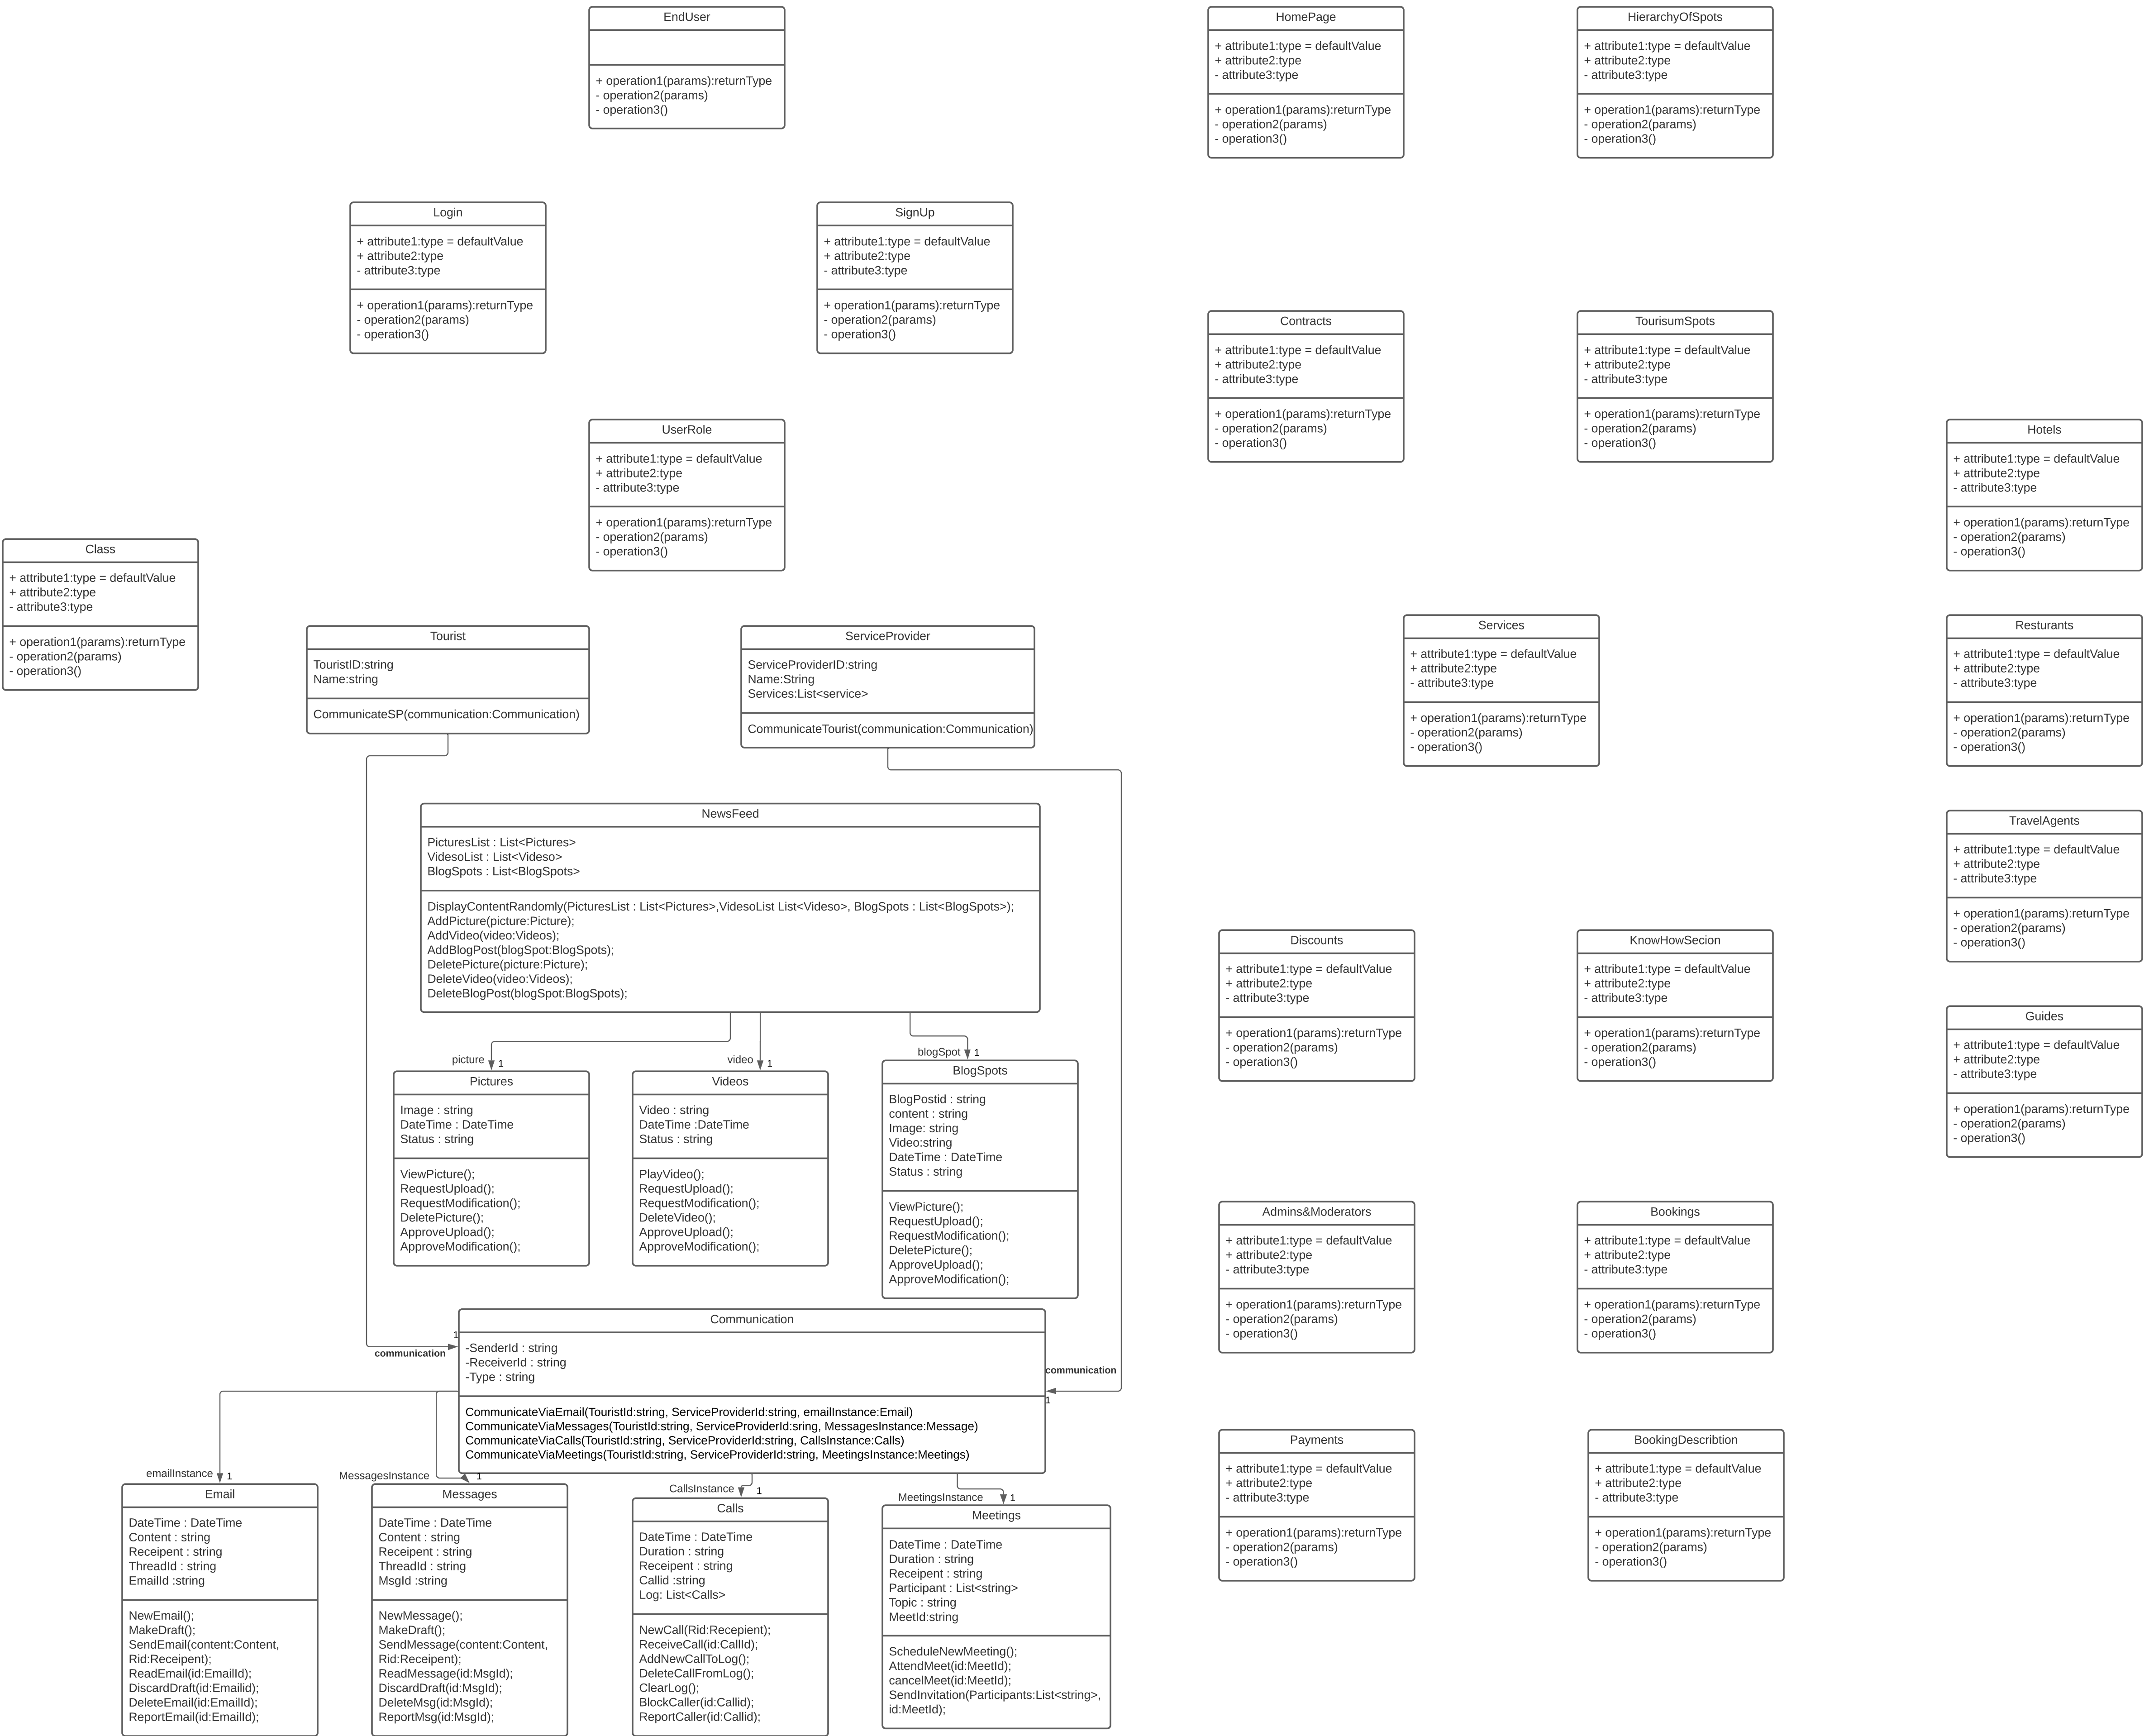 EndUser
+ operation1(params):returnType
- operation2(params)
- operation3()
HomePage
+ attribute1:type = defaultValue
+ attribute2:type
- attribute3:type
+ operation1(params):returnType
- operation2(params)
- operation3()
HierarchyOfSpots
+ attribute1:type = defaultValue
+ attribute2:type
- attribute3:type
+ operation1(params):returnType
- operation2(params)
- operation3()
Login
+ attribute1:type = defaultValue
+ attribute2:type
- attribute3:type
+ operation1(params):returnType
- operation2(params)
- operation3()
SignUp
+ attribute1:type = defaultValue
+ attribute2:type
- attribute3:type
+ operation1(params):returnType
- operation2(params)
- operation3()
Contracts
+ attribute1:type = defaultValue
+ attribute2:type
- attribute3:type
+ operation1(params):returnType
- operation2(params)
- operation3()
TourisumSpots
+ attribute1:type = defaultValue
+ attribute2:type
- attribute3:type
+ operation1(params):returnType
- operation2(params)
- operation3()
UserRole
+ attribute1:type = defaultValue
+ attribute2:type
- attribute3:type
+ operation1(params):returnType
- operation2(params)
- operation3()
Hotels
+ attribute1:type = defaultValue
+ attribute2:type
- attribute3:type
+ operation1(params):returnType
- operation2(params)
- operation3()
Class
+ attribute1:type = defaultValue
+ attribute2:type
- attribute3:type
+ operation1(params):returnType
- operation2(params)
- operation3()
Tourist
TouristID:string
Name:string
CommunicateSP(communication:Communication)
ServiceProvider
ServiceProviderID:string
Name:String
Services:List<service>
CommunicateTourist(communication:Communication)
Services
+ attribute1:type = defaultValue
+ attribute2:type
- attribute3:type
+ operation1(params):returnType
- operation2(params)
- operation3()
Resturants
+ attribute1:type = defaultValue
+ attribute2:type
- attribute3:type
+ operation1(params):returnType
- operation2(params)
- operation3()
NewsFeed
PicturesList : List<Pictures>
VidesoList : List<Videso>
BlogSpots : List<BlogSpots>
DisplayContentRandomly(PicturesList : List<Pictures>,VidesoList List<Videso>, BlogSpots : List<BlogSpots>);
AddPicture(picture:Picture);
AddVideo(video:Videos);
AddBlogPost(blogSpot:BlogSpots);
DeletePicture(picture:Picture);
DeleteVideo(video:Videos);
DeleteBlogPost(blogSpot:BlogSpots);
TravelAgents
+ attribute1:type = defaultValue
+ attribute2:type
- attribute3:type
+ operation1(params):returnType
- operation2(params)
- operation3()
Discounts
+ attribute1:type = defaultValue
+ attribute2:type
- attribute3:type
+ operation1(params):returnType
- operation2(params)
- operation3()
KnowHowSecion
+ attribute1:type = defaultValue
+ attribute2:type
- attribute3:type
+ operation1(params):returnType
- operation2(params)
- operation3()
Guides
+ attribute1:type = defaultValue
+ attribute2:type
- attribute3:type
+ operation1(params):returnType
- operation2(params)
- operation3()
picture
1
video
1
blogSpot
1
Pictures
Image : string
DateTime : DateTime
Status : string
ViewPicture();
RequestUpload();
RequestModification();
DeletePicture();
ApproveUpload();
ApproveModification();
Videos
Video : string
DateTime :DateTime
Status : string
PlayVideo();
RequestUpload();
RequestModification();
DeleteVideo();
ApproveUpload();
ApproveModification();
BlogSpots
BlogPostid : string
content : string
Image: string
Video:string
DateTime : DateTime
Status : string
ViewPicture();
RequestUpload();
RequestModification();
DeletePicture();
ApproveUpload();
ApproveModification();
Admins&Moderators
+ attribute1:type = defaultValue
+ attribute2:type
- attribute3:type
+ operation1(params):returnType
- operation2(params)
- operation3()
Bookings
+ attribute1:type = defaultValue
+ attribute2:type
- attribute3:type
+ operation1(params):returnType
- operation2(params)
- operation3()
1
communication
Communication
-SenderId : string
-ReceiverId : string
-Type : string
CommunicateViaEmail(TouristId:string, ServiceProviderId:string, emailInstance:Email)
CommunicateViaMessages(TouristId:string, ServiceProviderId:sring, MessagesInstance:Message)
CommunicateViaCalls(TouristId:string, ServiceProviderId:string, CallsInstance:Calls)
CommunicateViaMeetings(TouristId:string, ServiceProviderId:string, MeetingsInstance:Meetings)
communication
1
Payments
+ attribute1:type = defaultValue
+ attribute2:type
- attribute3:type
+ operation1(params):returnType
- operation2(params)
- operation3()
BookingDescribtion
+ attribute1:type = defaultValue
+ attribute2:type
- attribute3:type
+ operation1(params):returnType
- operation2(params)
- operation3()
emailInstance
1
MessagesInstance
1
CallsInstance
1
MeetingsInstance
1
Email
DateTime : DateTime
Content : string
Receipent : string
ThreadId : string
EmailId :string
NewEmail();
MakeDraft();
SendEmail(content:Content,
Rid:Receipent);
ReadEmail(id:EmailId);
DiscardDraft(id:Emailid);
DeleteEmail(id:EmailId);
ReportEmail(id:EmailId);
Messages
DateTime : DateTime
Content : string
Receipent : string
ThreadId : string
MsgId :string
NewMessage();
MakeDraft();
SendMessage(content:Content,
Rid:Receipent);
ReadMessage(id:MsgId);
DiscardDraft(id:MsgId);
DeleteMsg(id:MsgId);
ReportMsg(id:MsgId);
Calls
DateTime : DateTime
Duration : string
Receipent : string
Callid :string
Log: List<Calls>
NewCall(Rid:Recepient);
ReceiveCall(id:CallId);
AddNewCallToLog();
DeleteCallFromLog();
ClearLog();
BlockCaller(id:Callid);
ReportCaller(id:Callid);
Meetings
DateTime : DateTime
Duration : string
Receipent : string
Participant : List<string>
Topic : string
MeetId:string
ScheduleNewMeeting();
AttendMeet(id:MeetId);
cancelMeet(id:MeetId);
SendInvitation(Participants:List<string>,
id:MeetId);